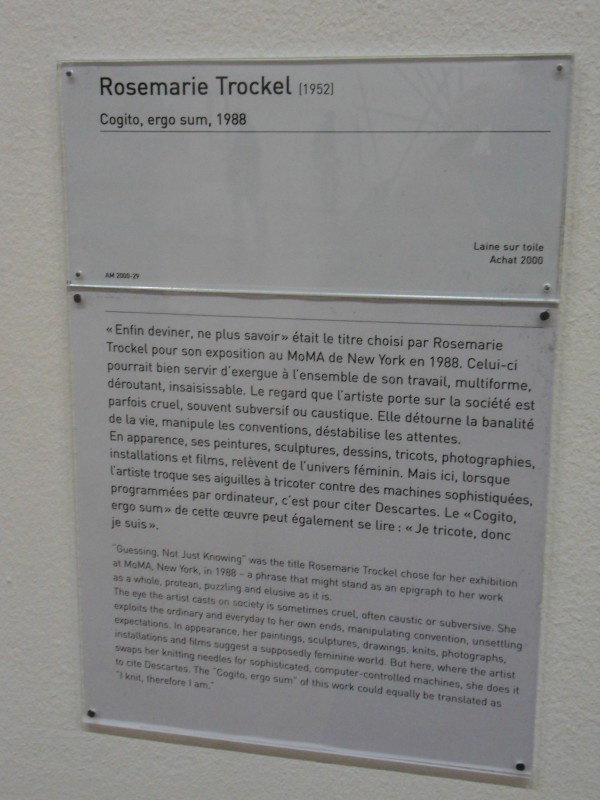 Rosemarie Trockel (1952)
Cogito, ergo sum, 1988
Laine sur toile
Achat 2000
AM 2000-29
« Enfin deviner, ne plus savoir » était le titre choisi par Rosemarie
Trockel pour son exposition au MoMA de New York en 1988. Celui-ci
pourrait bien servir d'exergue à l'ensemble de son travail, multiforme,
déroutant, insaisissable. Le regard que l'artiste porte sur la société est
parfois cruel, souvent subversif ou caustique. Elle détourne la banalité
de la vie, manipule les conventions, déstabilise les attentes.
En apparence, ses peintures, sculptures, dessins, tricots, photographies,
installations et films, relèvent de l'univers féminin. Mais ici, lorsque
l'artiste troque ses aiguilles à tricoter contre des machines sophistiquées,
programmées par ordinateur, c'est pour citer Descartes. Le « Cogito,
ergo sum » de cette œuvre peut également se lire : « Je tricote, donc
je suis ».
"Guessing, Not Just Knowing" was the title Rosemarie Trockel chose for her exhibition
at MoMA, New York, in 1988 – a phrase that might stand as an epigraph to her work
as a whole, protean, puzzling and elusive as it is.
The eye the artist casts on society is sometimes cruel, often caustic or subversive. She
exploits the ordinary and everyday to her own ends, manipulating convention, unsettling
expectations. In appearance, her paintings, sculptures, drawings, knits, photographs,
installations and films suggest a supposedly feminine world. But here, where the artist
swaps her knitting needles for sophisticated, computer-controlled machines, she does it
to cite Descartes. The "Cogito, ergo sum" of this work could equally be translated as
"I knit, therefore I am."